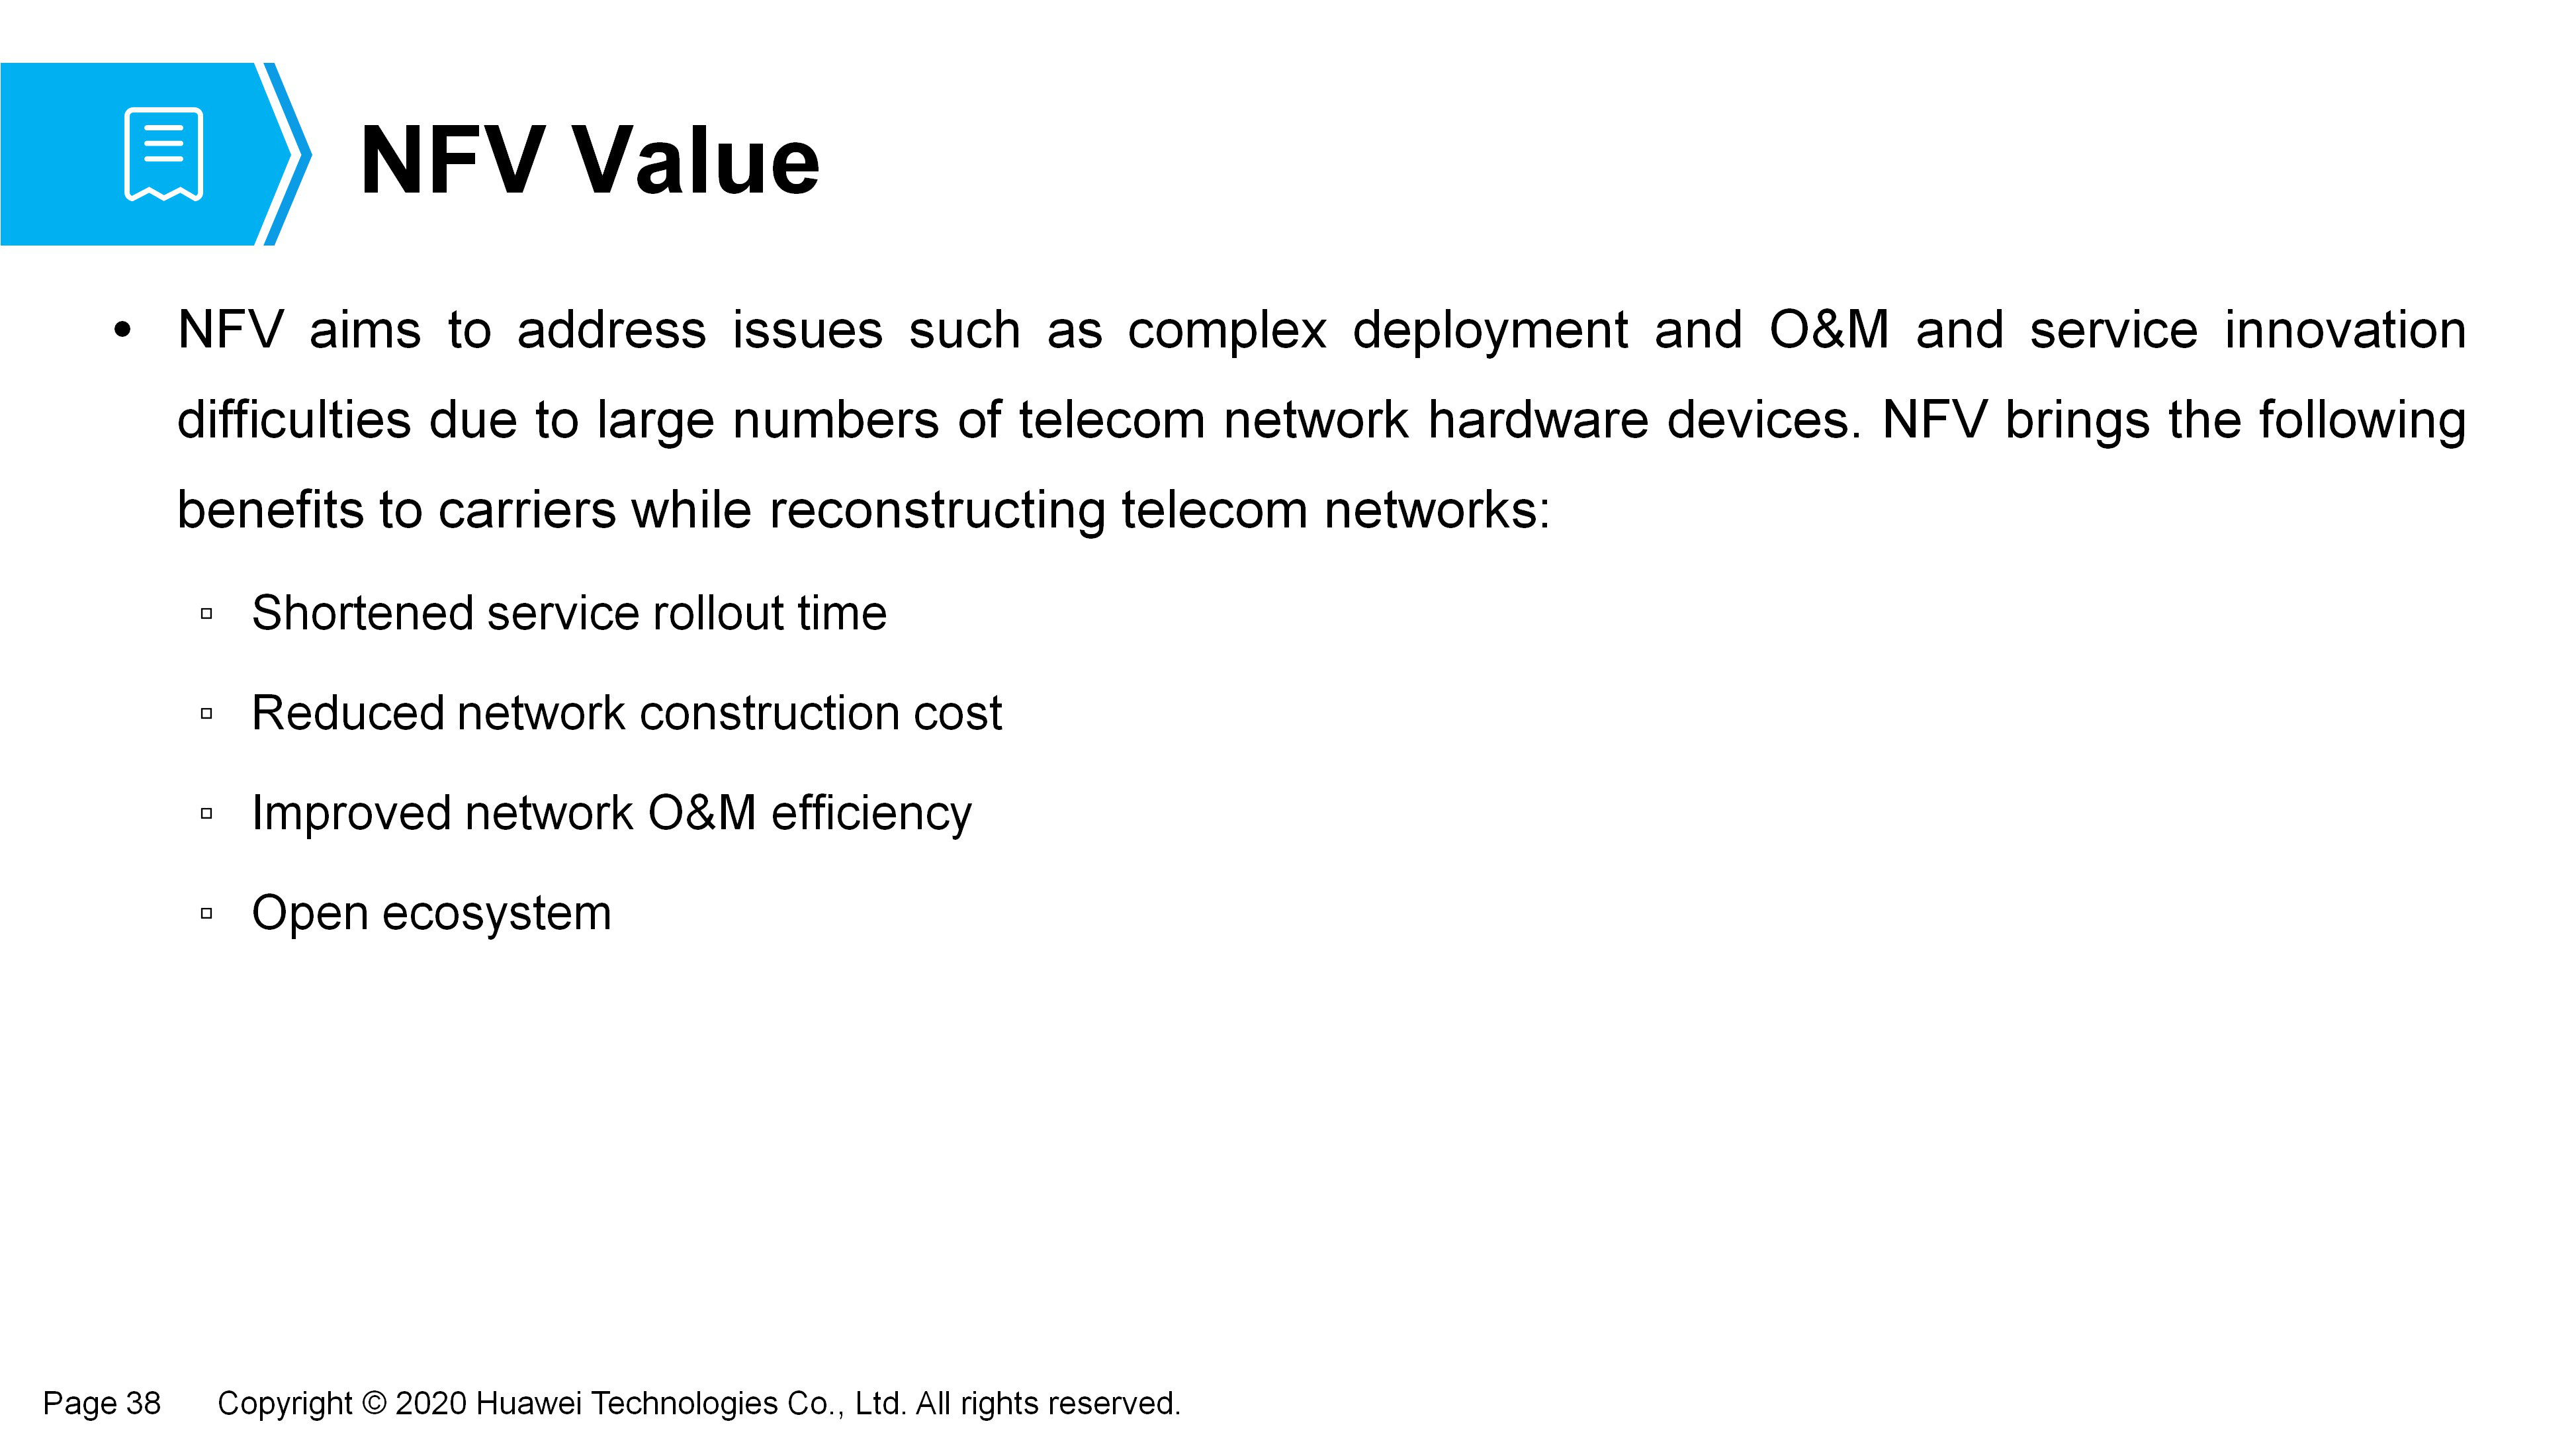 NFV Value
• NFV aims to address issues such as complex deployment and O&M and service innovation
difficulties due to large numbers of telecom network hardware devices. NFV brings the following
benefits to carriers while reconstructing telecom networks:
▫ Shortened service rollout time
▫ Reduced network construction cost
▫ Improved network O&M efficiency
▫ Open ecosystem
Page 38 Copyright © 2020 Huawei Technologies Co., Ltd. All rights reserved.